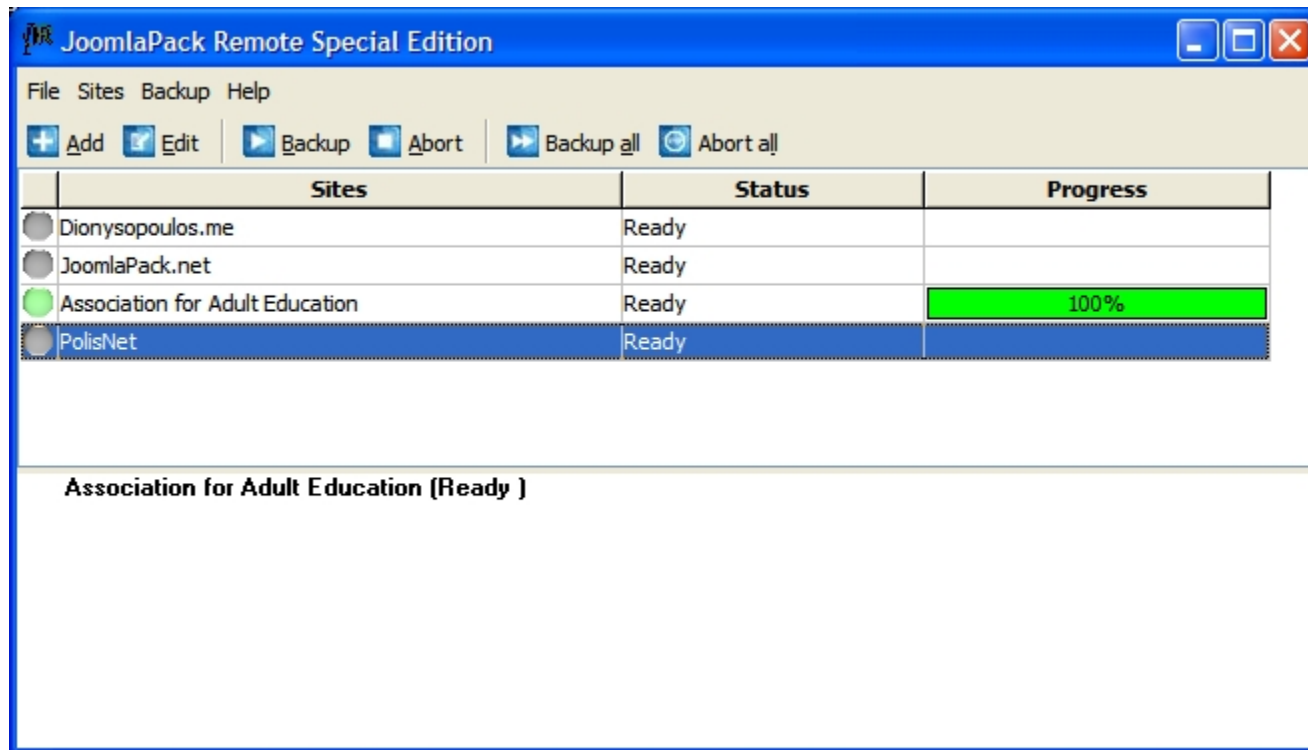 JoomlaPack Remote Special Edition
File Sites Backup Help
Add Edit Backup Abort Backup all Abort all
Sites Status Progress
Dionysopoulos.me Ready
JoomlaPack.net Ready
Association for Adult Education Ready 100%
PolisNet Ready
Association for Adult Education (Ready )